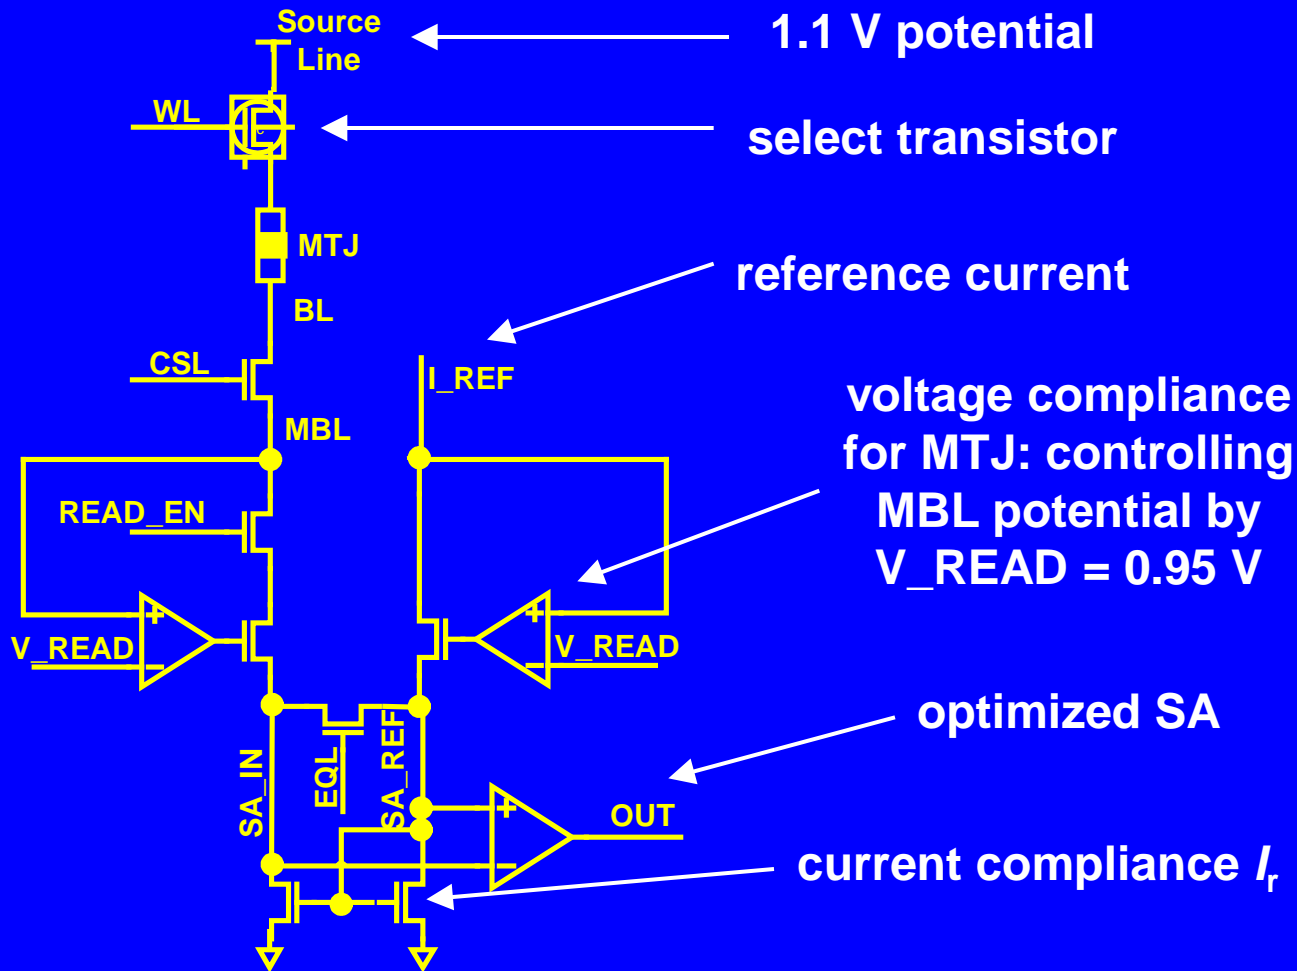 Source
Line
1.1 V potential
WL
C
select transistor
MTJ
reference current
BL
CSL
I_REF
voltage compliance
for MTJ: controlling
MBL potential by
V_READ = 0.95 V
MBL
READ_EN
+
−
V_READ
+
−
V_READ
optimized SA
SA_IN
EQL
SA_REF
+
−
OUT
current compliance Ir